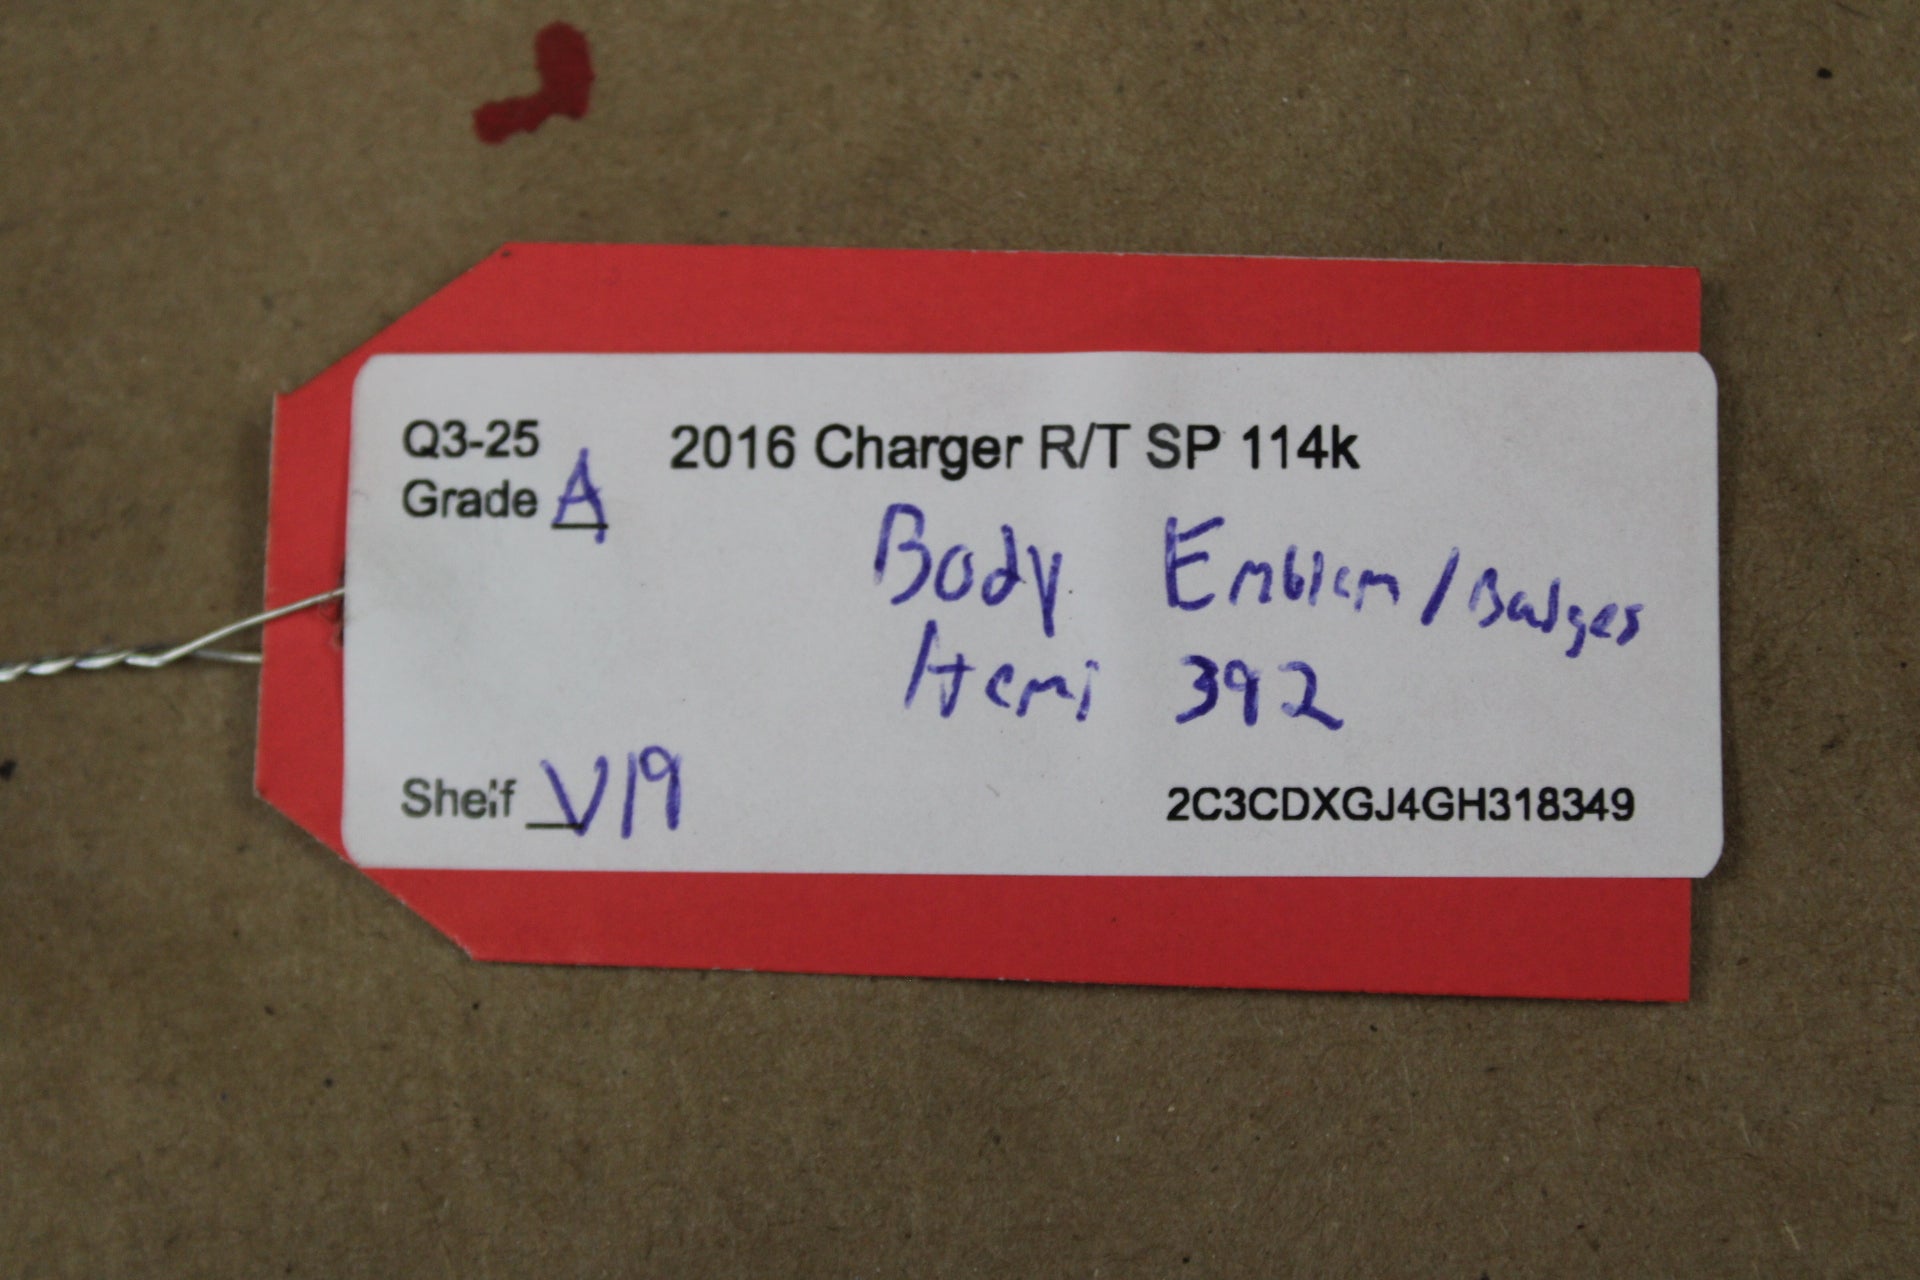 Q3-25 2016 Charger R/T SP 114k
Grade A
Body Emblem / Badges
Hemi 392
Shelf V19
2C3CDXGJ4GH318349